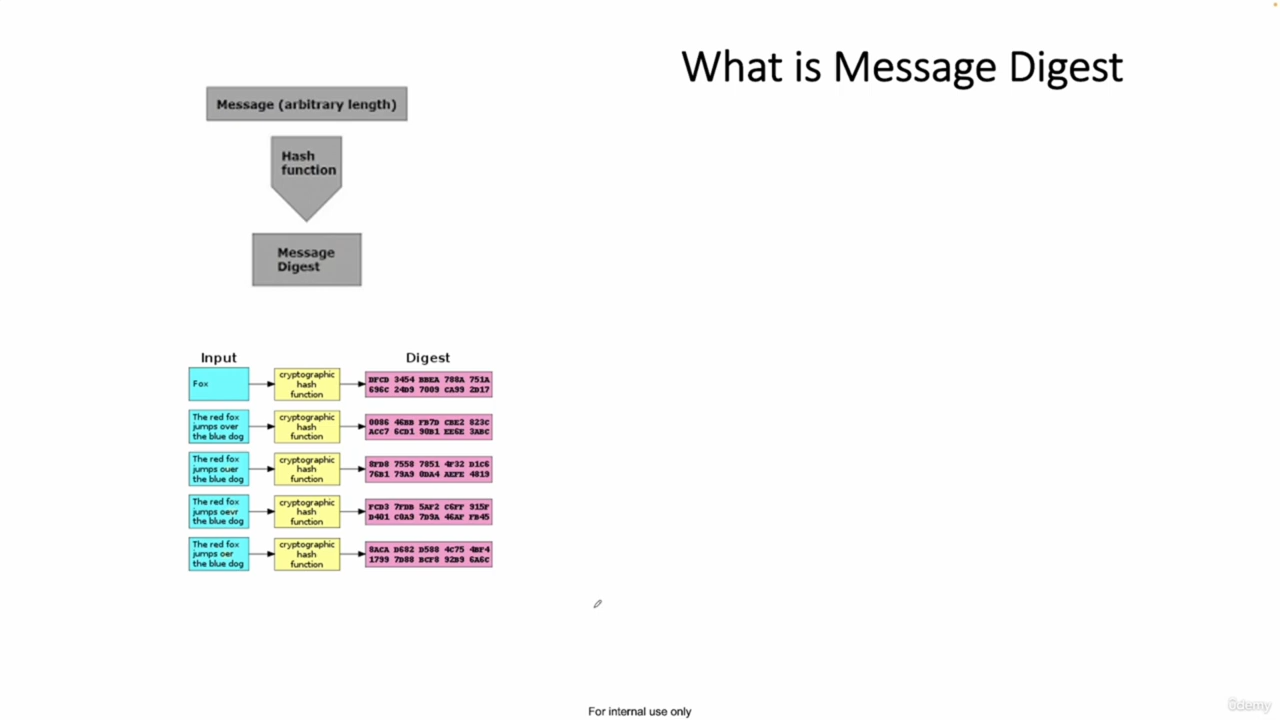 What is Message Digest
Message (arbitrary length)
Hash
function
Message
Digest
Input
Digest
Fox
cryptographic
hash
function
DFCD 3454 BBEA 788A 751A
696C 24D9 7009 CA99 2D17
The red fox
jumps over
the blue dog
cryptographic
hash
function
0086 46BB FB7D CBE2 823C
ACC7 6CD1 90B1 EE6E 3ABC
The red fox
jumps ouer
the blue dog
cryptographic
hash
function
8FD8 7558 7851 4F32 D1C6
76B1 79A9 0DA4 AEFE 4819
The red fox
jumps oevr
the blue dog
cryptographic
hash
function
FCD3 7FDB 5AF2 C6FF 915F
D401 C0A9 7D9A 46AF FB45
The red fox
jumps oer
the blue dog
cryptographic
hash
function
8ACA D682 D588 4C75 4BF4
1799 7D88 BCF8 92B9 6A6C
For internal use only
ûdemy